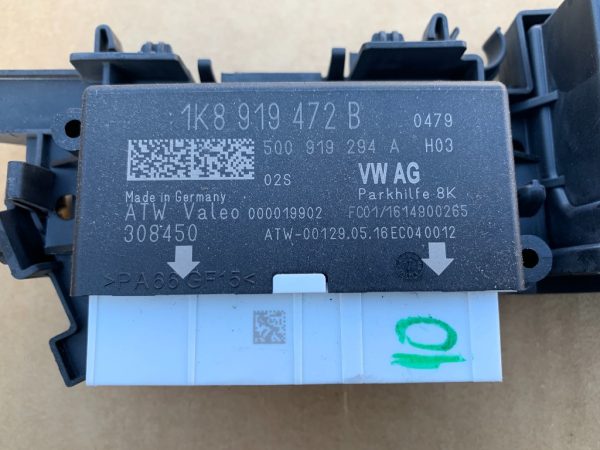 1K8 919 472 B 0479
5Q0 919 294 A H03
02S VW AG
Made in Germany Parkhilfe 8K
ATW Valeo 000019902 FC01/1614900265
308450 ATW-00129.05.16EC040012
>PA66GF15<
10